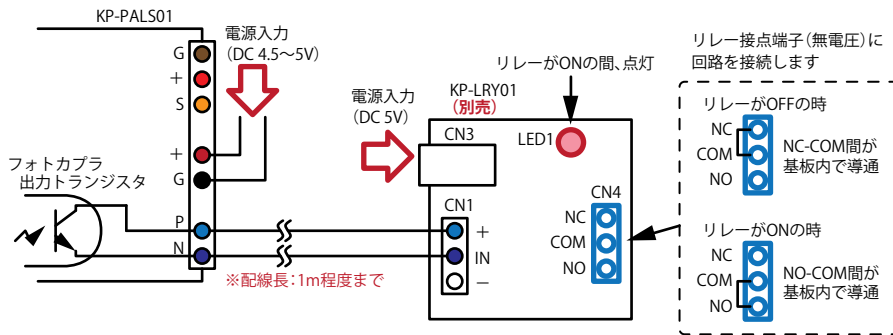 KP-PALS01
G
+
S
+
G
P
N
電源入力
（DC 4.5～5V）
フォトカプラ
出力トランジスタ
※配線長：1m程度まで
電源入力
（DC 5V）
KP-LRY01
（別売）
CN3
CN1
+
IN
－
リレーがONの間、点灯
LED1
CN4
NC
COM
NO
リレー接点端子（無電圧）に
回路を接続します
リレーがOFFの時
NC
COM
NO
NC-COM間が
基板内で導通
リレーがONの時
NC
COM
NO
NO-COM間が
基板内で導通